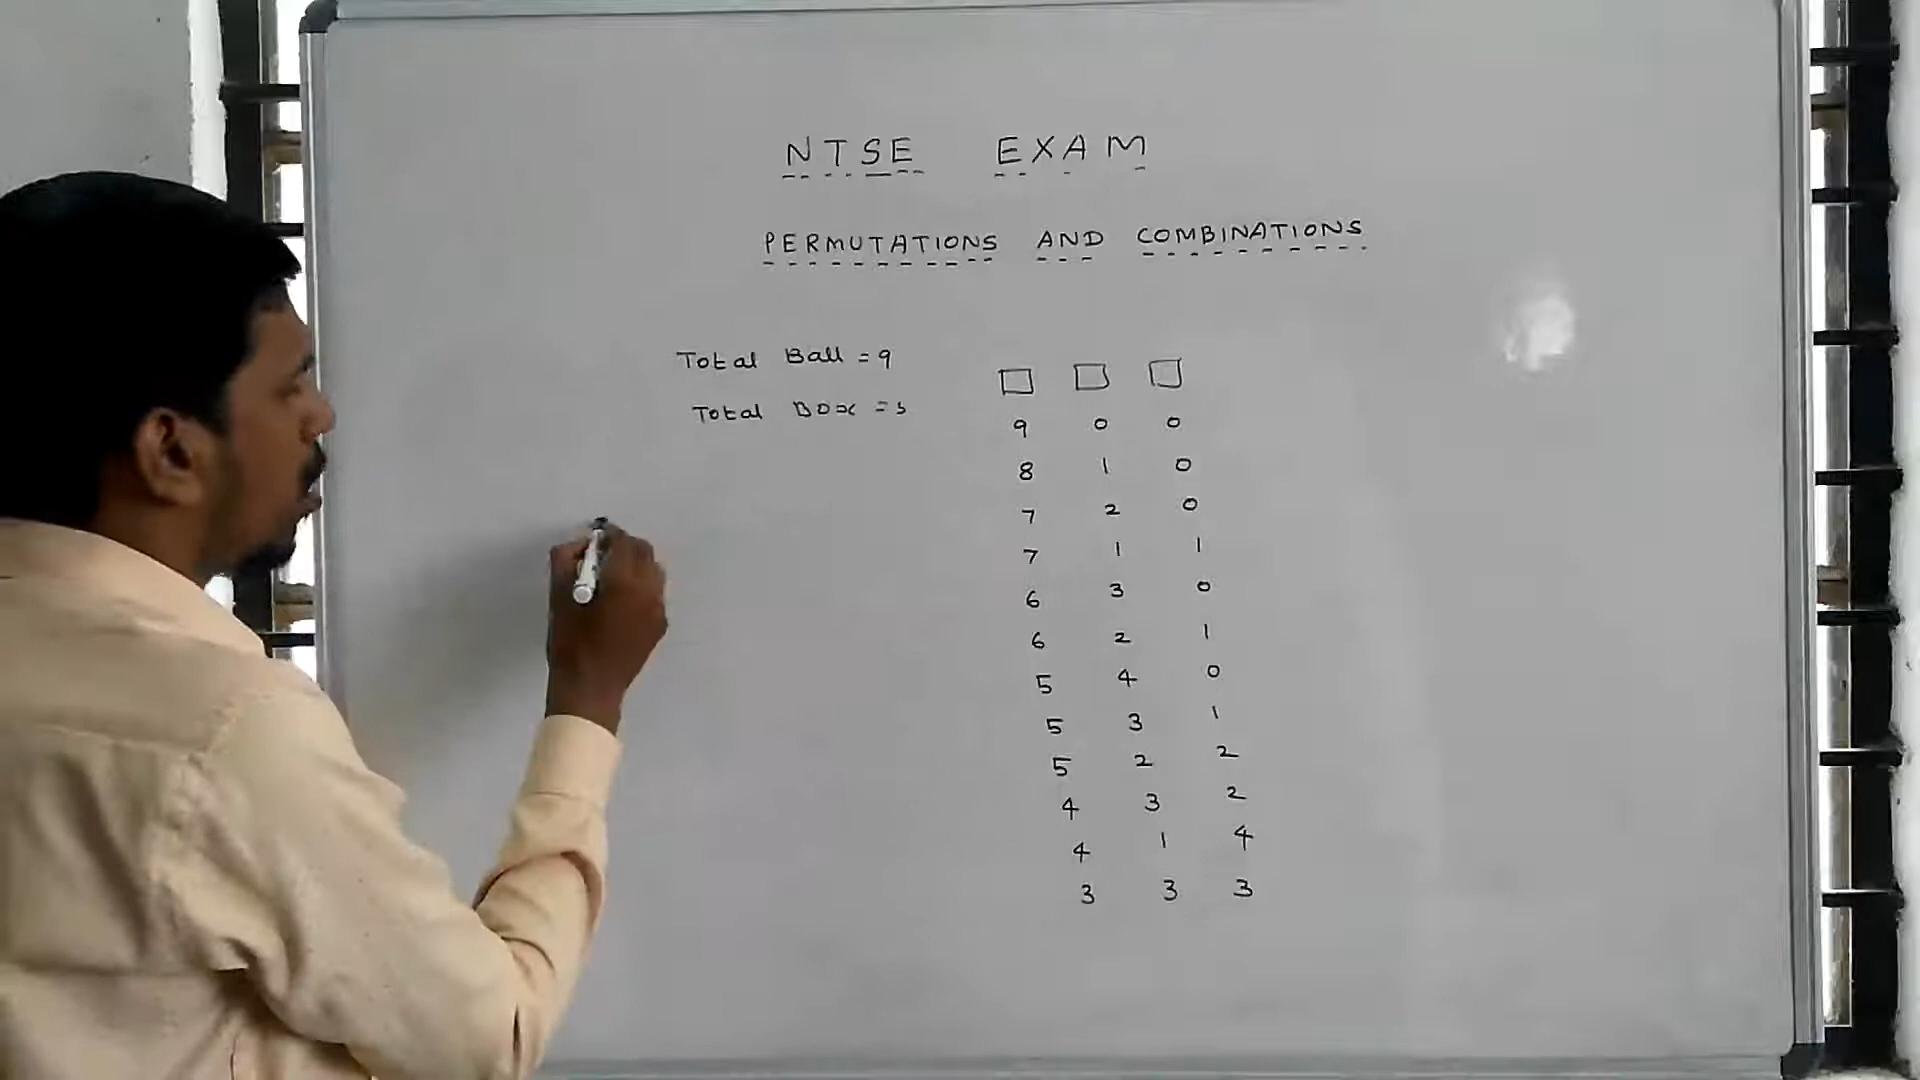 NTSE EXAM
PERMUTATIONS AND COMBINATIONS
Total Ball = 9
Total Box = 3
9 0 0
8 1 0
7 2 0
7 1 1
6 3 0
6 2 1
5 4 0
5 3 1
5 2 2
4 3 2
4 1 4
3 3 3